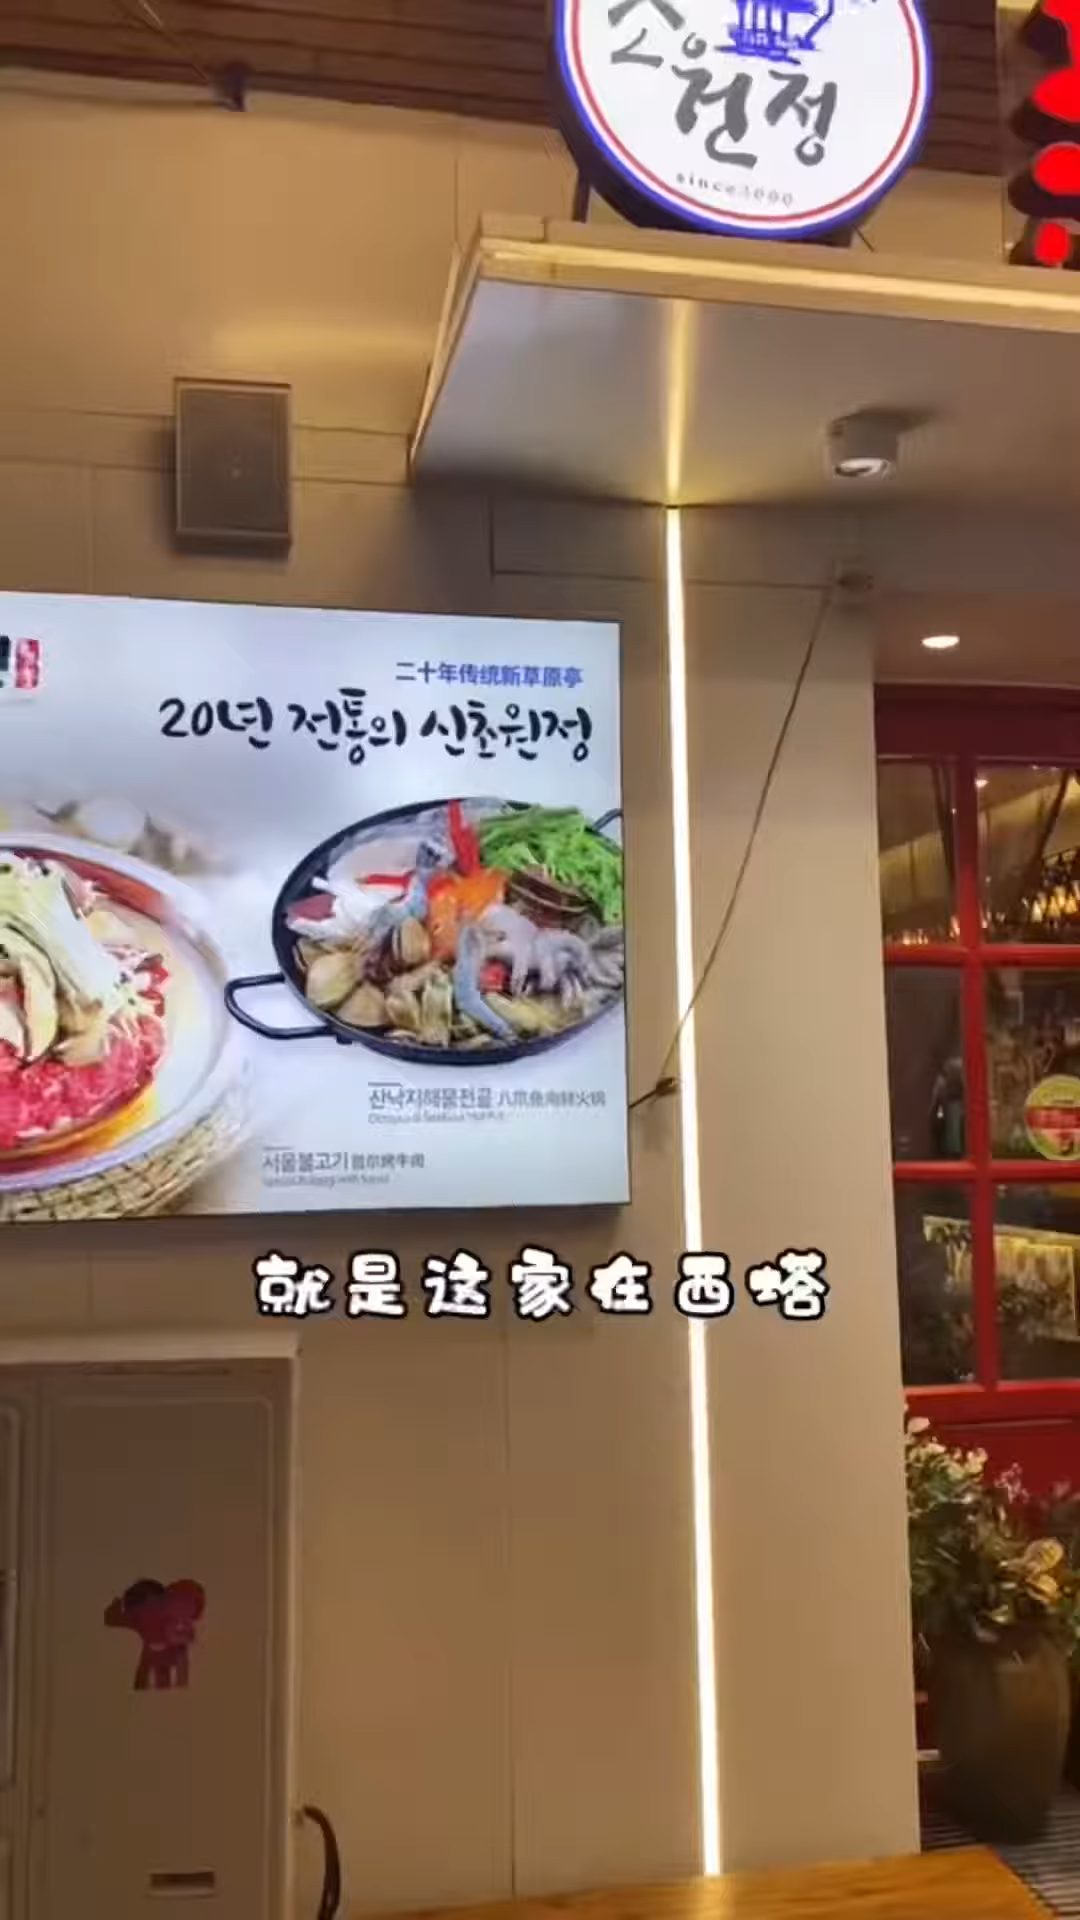 초원정
since2000
二十年传统新草原亭
20년 전통의 신초원정
산낙지해물전골 八爪鱼海鲜火锅
서울불고기 首尔烤牛肉
就是这家在西塔